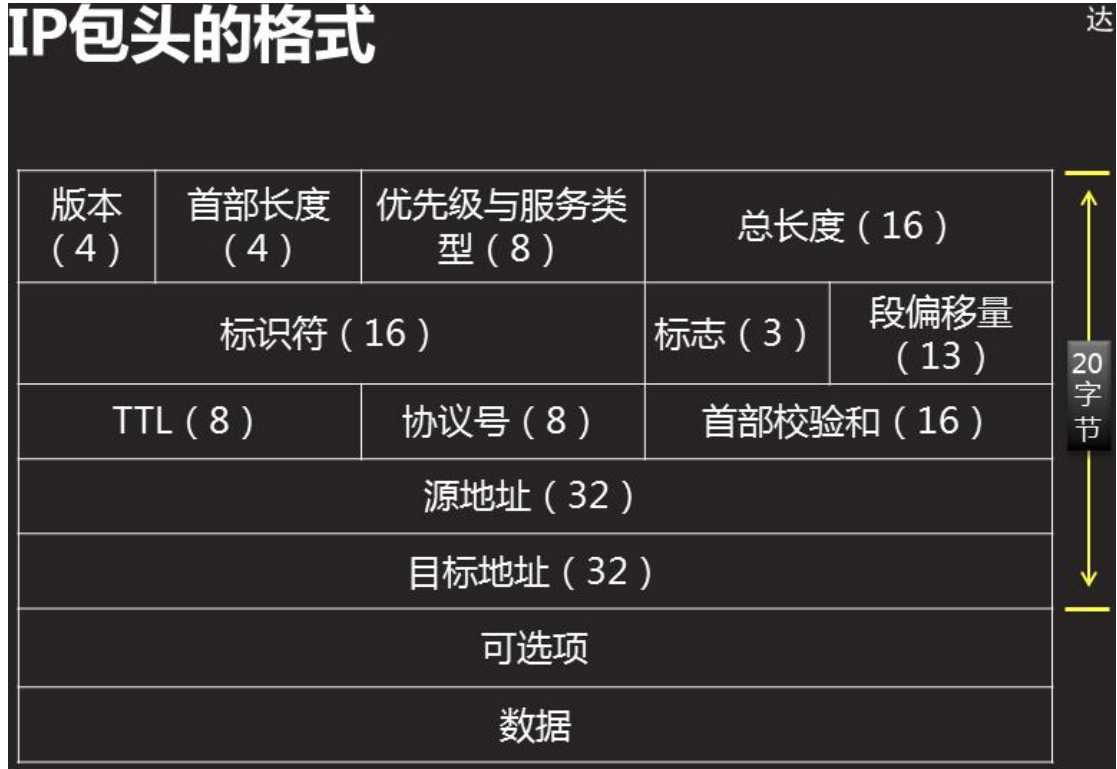 IP包头的格式
达
版本
（4）
首部长度
（4）
优先级与服务类
型（8）
总长度（16）
标识符（16）
标志（3）
段偏移量
（13）
TTL（8）
协议号（8）
首部校验和（16）
源地址（32）
目标地址（32）
可选项
数据
20
字
节